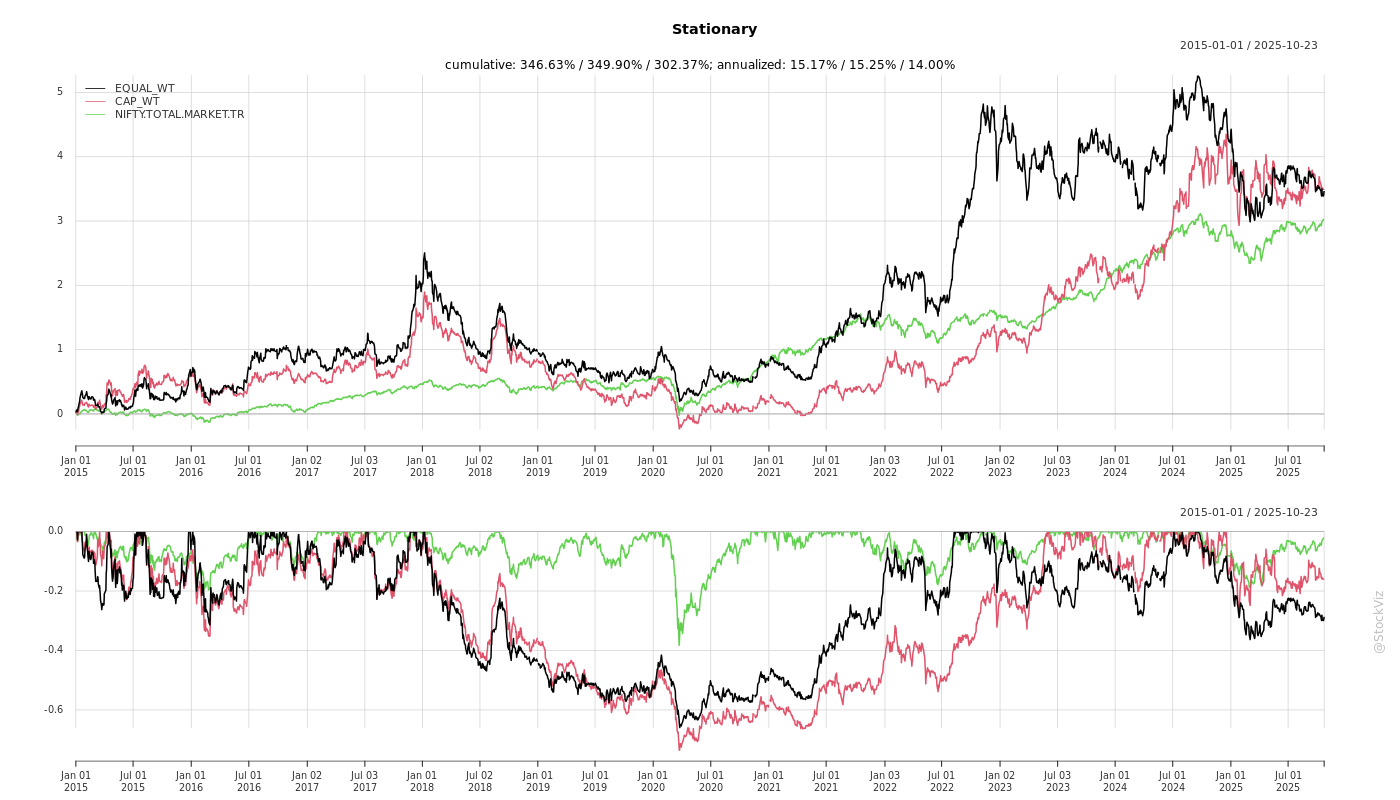 Stationary
2015-01-01 / 2025-10-23
cumulative: 346.63% / 349.90% / 302.37%; annualized: 15.17% / 15.25% / 14.00%
EQUAL_WT
CAP_WT
NIFTY.TOTAL.MARKET.TR
5
4
3
2
1
0
Jan 01 Jul 01 Jan 01 Jul 01 Jan 02 Jul 03 Jan 01 Jul 02 Jan 01 Jul 01 Jan 01 Jul 01 Jan 01 Jul 01 Jan 03 Jul 01 Jan 02 Jul 03 Jan 01 Jul 01 Jan 01 Jul 01
2015 2015 2016 2016 2017 2017 2018 2018 2019 2019 2020 2020 2021 2021 2022 2022 2023 2023 2024 2024 2025 2025
2015-01-01 / 2025-10-23
0.0
-0.2
-0.4
-0.6
Jan 01 Jul 01 Jan 01 Jul 01 Jan 02 Jul 03 Jan 01 Jul 02 Jan 01 Jul 01 Jan 01 Jul 01 Jan 01 Jul 01 Jan 03 Jul 01 Jan 02 Jul 03 Jan 01 Jul 01 Jan 01 Jul 01
2015 2015 2016 2016 2017 2017 2018 2018 2019 2019 2020 2020 2021 2021 2022 2022 2023 2023 2024 2024 2025 2025
@StockViz